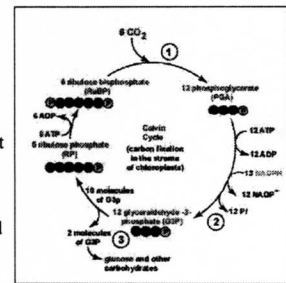 6 CO2
1
6 ribulose bisphosphate
(RuBP)
P P
12 phosphoglycerate
(PGA)
P
6 ADP
6 ATP
6 ribulose phosphate
(RP)
P
Calvin
Cycle
(carbon fixation
in the stroma
of chloroplasts)
12 ATP
12 ADP
12 NADPH
12 NADP+
12 Pi
2
10 molecules
of G3p
12 glyceraldehyde -3-
phosphate (G3P)
P
3
2 molecules
of G3P
glucose and other
carbohydrates
t
d